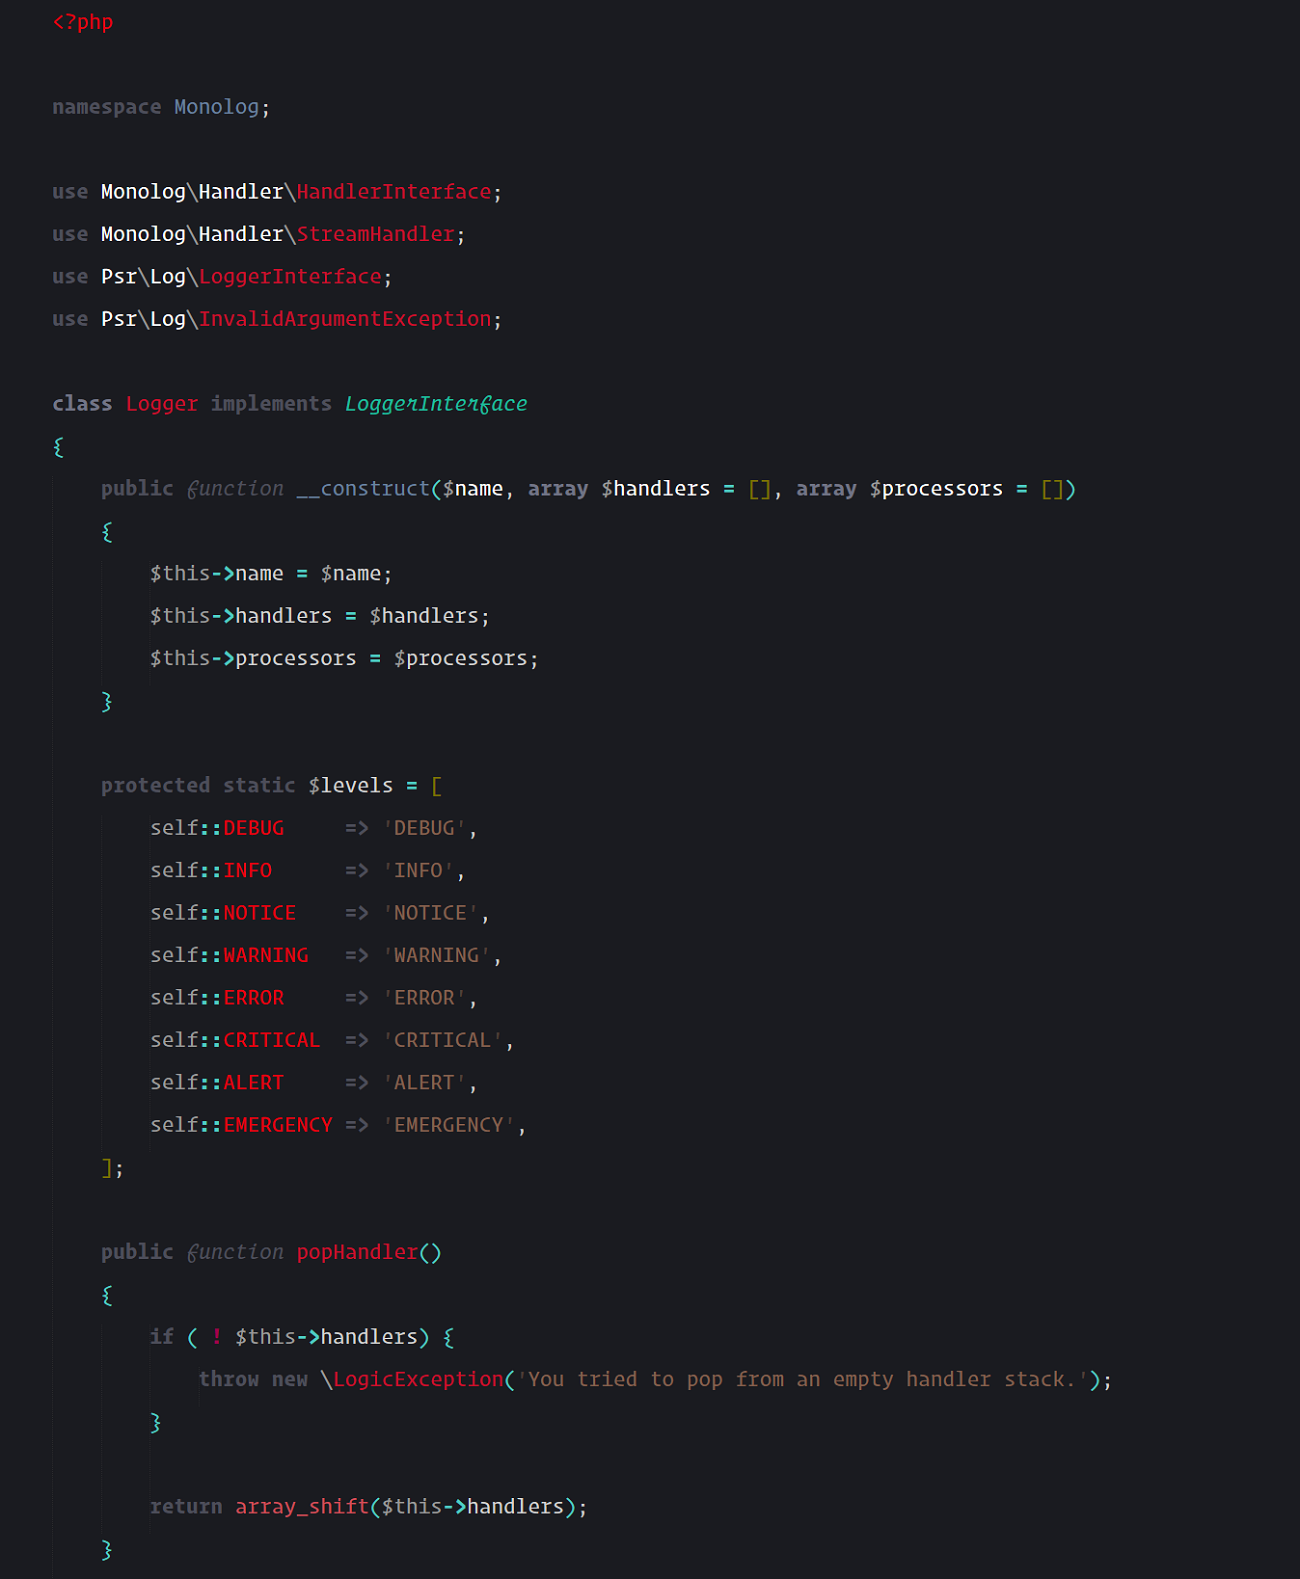 <?php
namespace Monolog;
use Monolog\Handler\HandlerInterface;
use Monolog\Handler\StreamHandler;
use Psr\Log\LoggerInterface;
use Psr\Log\InvalidArgumentException;
class Logger implements LoggerInterface
{
    public function __construct($name, array $handlers = [], array $processors = [])
    {
        $this->name = $name;
        $this->handlers = $handlers;
        $this->processors = $processors;
    }
    protected static $levels = [
        self::DEBUG     => 'DEBUG',
        self::INFO      => 'INFO',
        self::NOTICE    => 'NOTICE',
        self::WARNING   => 'WARNING',
        self::ERROR     => 'ERROR',
        self::CRITICAL  => 'CRITICAL',
        self::ALERT     => 'ALERT',
        self::EMERGENCY => 'EMERGENCY',
    ];
    public function popHandler()
    {
        if ( ! $this->handlers) {
            throw new \LogicException('You tried to pop from an empty handler stack.');
        }
        return array_shift($this->handlers);
    }